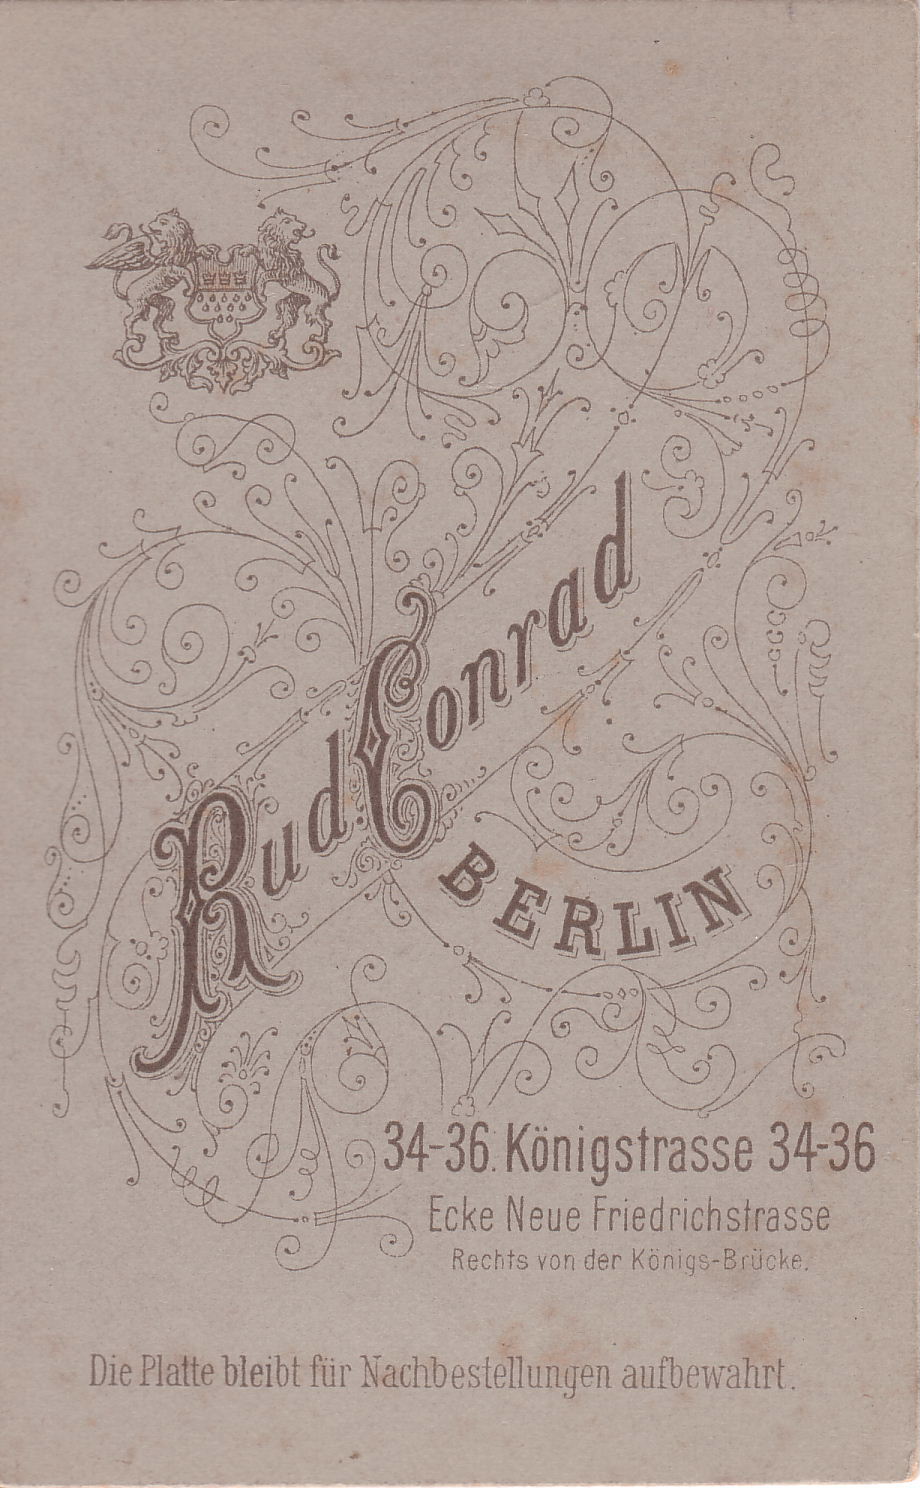 Rud Conrad
BERLIN
34-36. Königstrasse 34-36
Ecke Neue Friedrichstrasse
Rechts von der Königs-Brücke.
Die Platte bleibt für Nachbestellungen aufbewahrt.